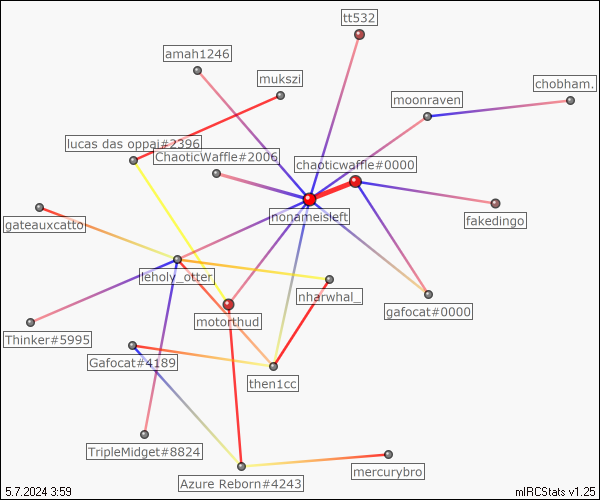 tt532
amah1246
mukszi
chobham.
moonraven
lucas das oppai#2396
ChaoticWaffle#2006
chaoticwaffle#0000
nonameisleft
fakedingo
gateauxcatto
leholy_otter
nharwhal_
gafocat#0000
motorthud
Thinker#5995
Gafocat#4189
then1cc
TripleMidget#8824
mercurybro
Azure Reborn#4243
5.7.2024 3:59
mIRCStats v1.25